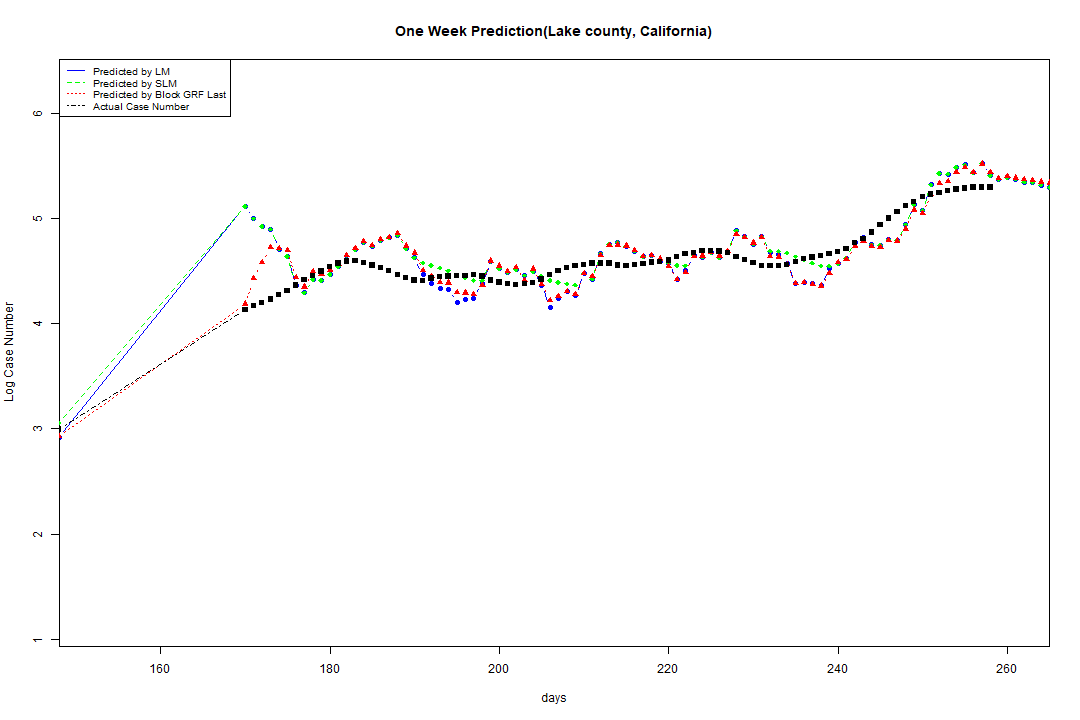 One Week Prediction(Lake county, California)
Predicted by LM
Predicted by SLM
Predicted by Block GRF Last
Actual Case Number
6
5
4
3
2
1
Log Case Number
160 180 200 220 240 260
days